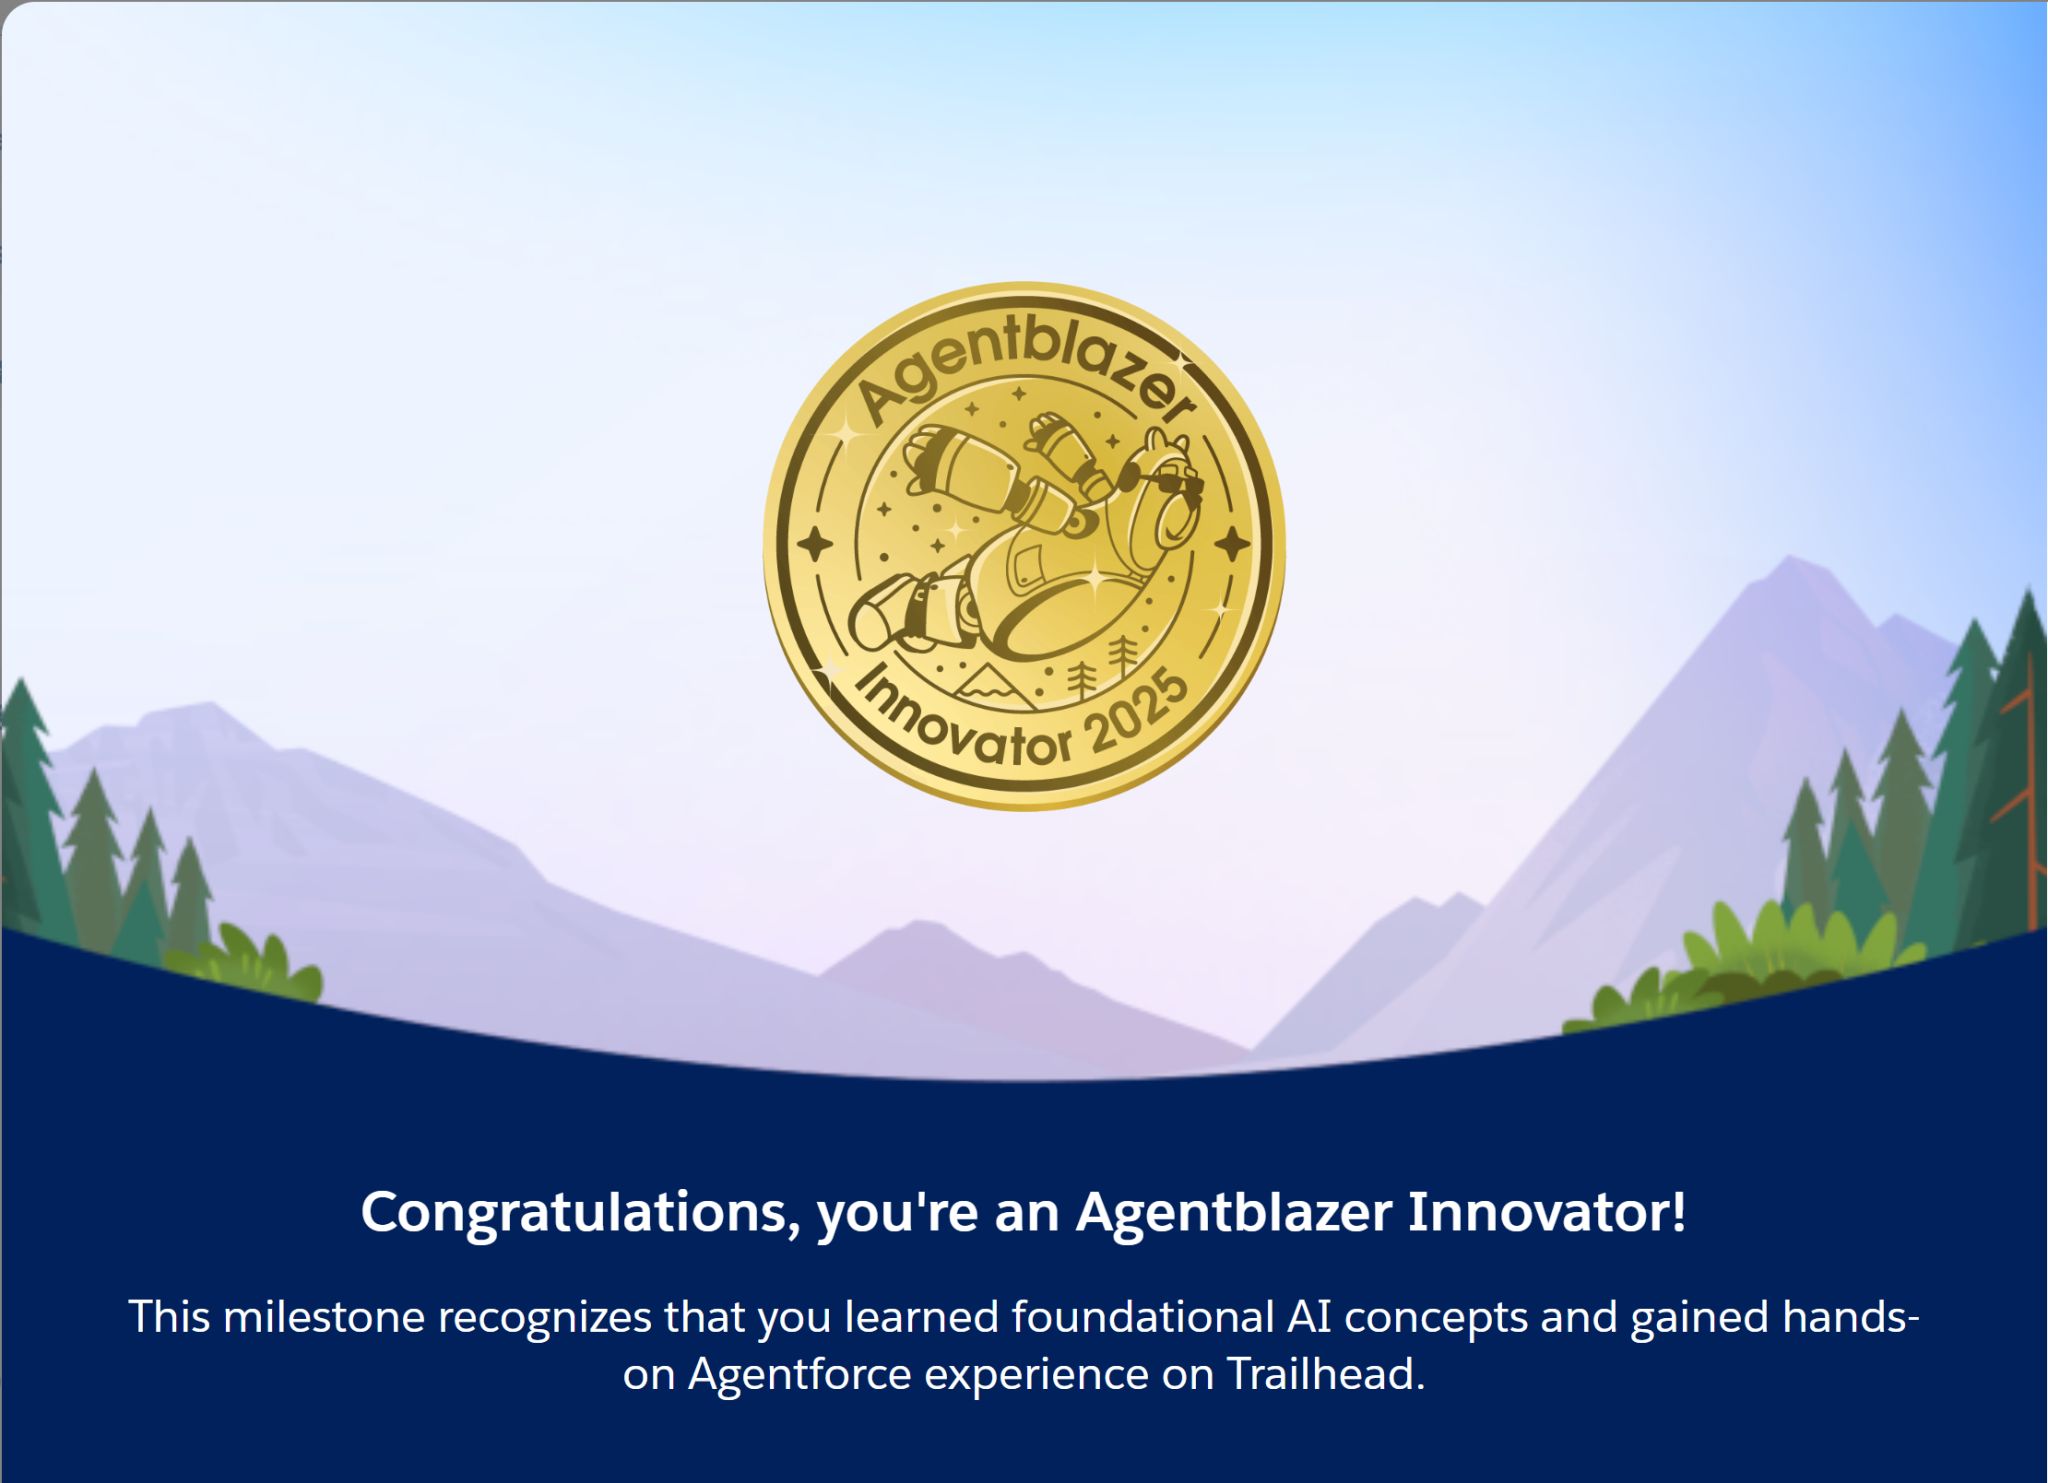 Agentblazer
Innovator 2025
Congratulations, you're an Agentblazer Innovator!
This milestone recognizes that you learned foundational AI concepts and gained hands-
on Agentforce experience on Trailhead.